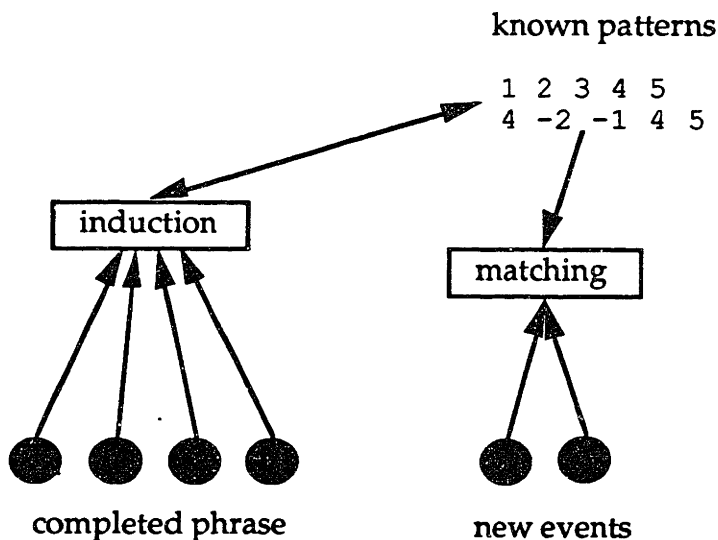 known patterns
1 2 3 4 5
4 -2 -1 4 5
induction
matching
completed phrase
new events